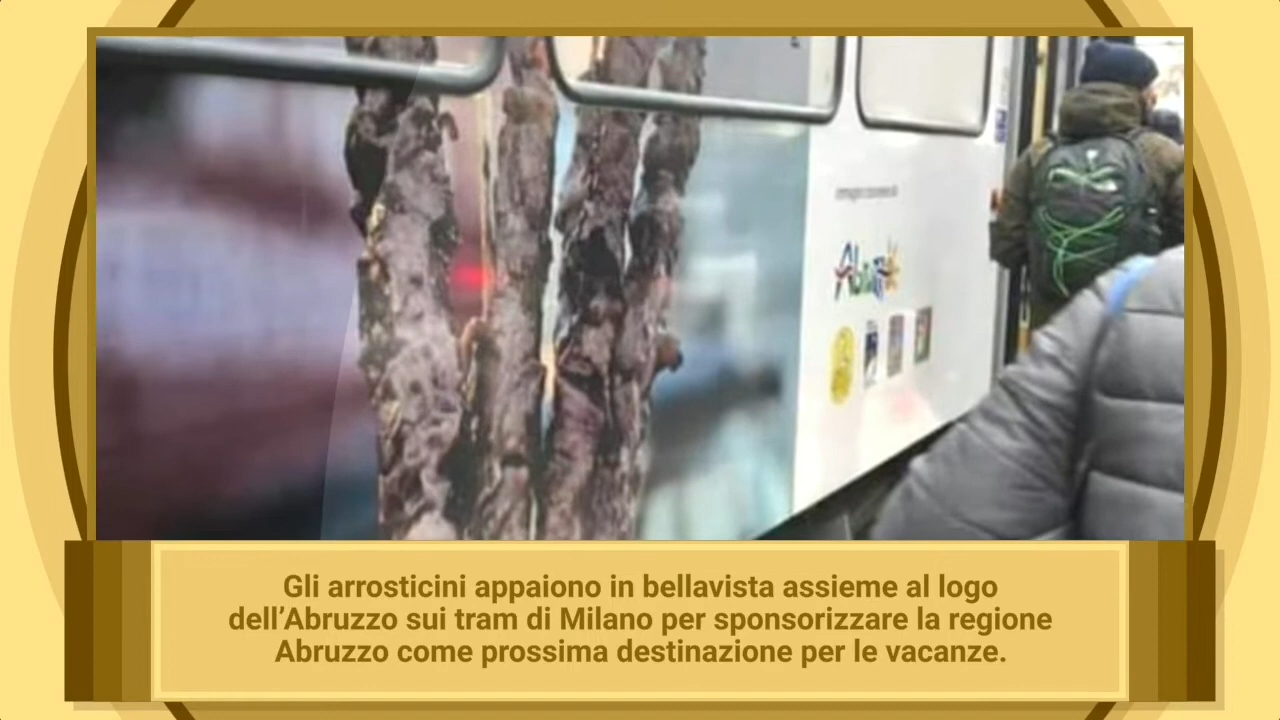 Abruzzo
Gli arrosticini appaiono in bellavista assieme al logo
dell’Abruzzo sui tram di Milano per sponsorizzare la regione
Abruzzo come prossima destinazione per le vacanze.